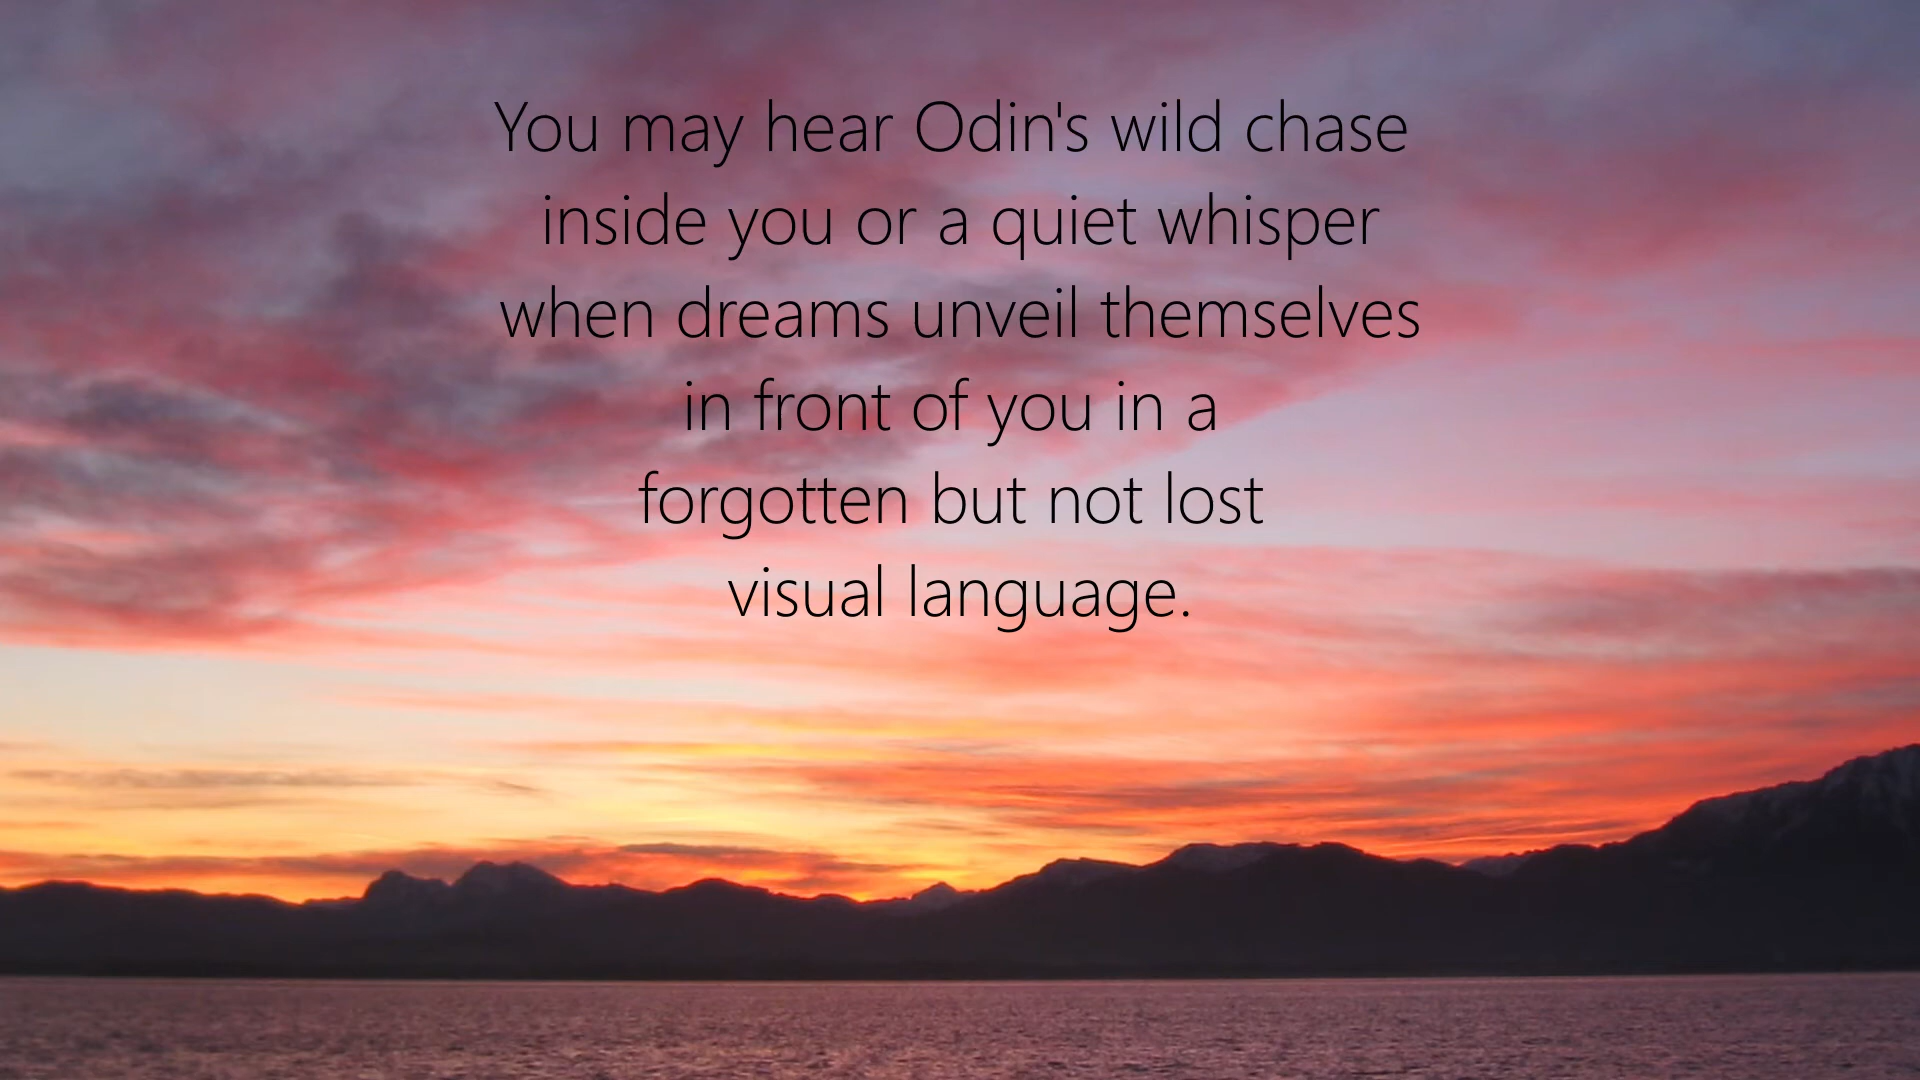 You may hear Odin's wild chase
inside you or a quiet whisper
when dreams unveil themselves
in front of you in a
forgotten but not lost
visual language.